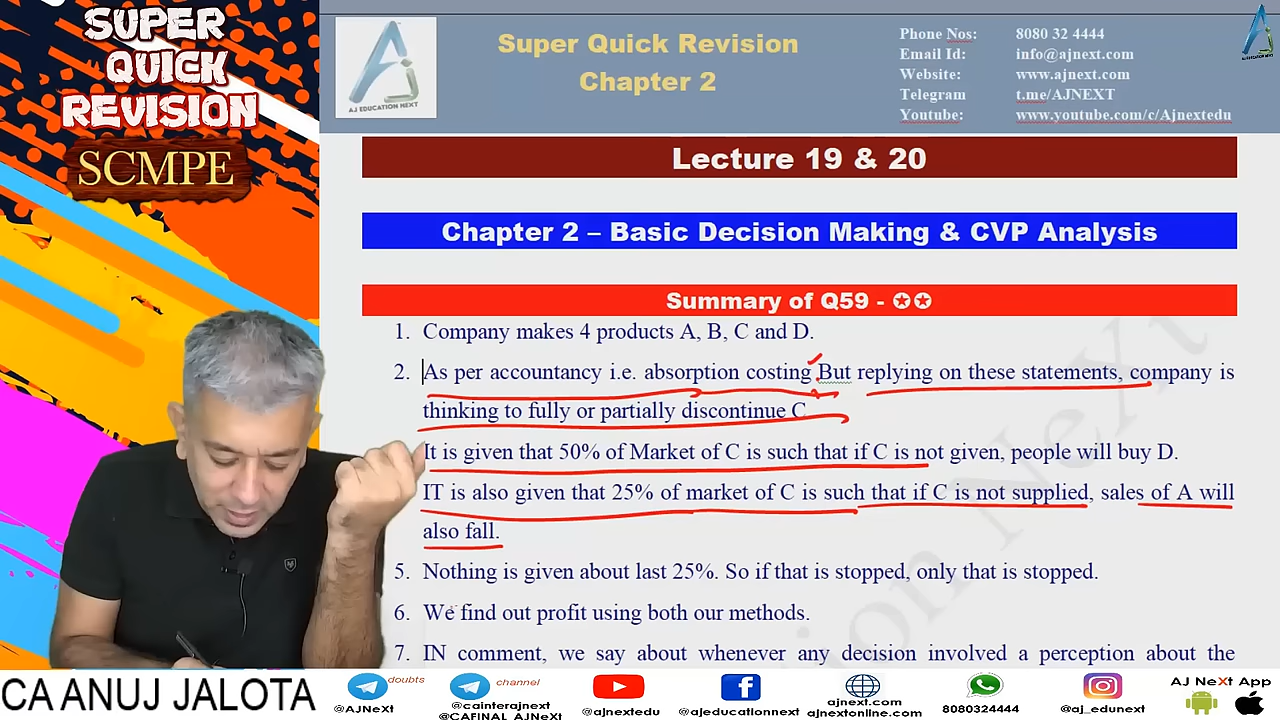 SUPER
QUICK
REVISION
SCMPE
AJ EDUCATION NEXT
Super Quick Revision
Chapter 2
Phone Nos: 8080 32 4444
Email Id: info@ajnext.com
Website: www.ajnext.com
Telegram t.me/AJNEXT
Youtube: www.youtube.com/c/Ajnextedu
Lecture 19 & 20
Chapter 2 – Basic Decision Making & CVP Analysis
Summary of Q59 - ✪✪
1. Company makes 4 products A, B, C and D.
2. As per accountancy i.e. absorption costing But replying on these statements, company is
thinking to fully or partially discontinue C
It is given that 50% of Market of C is such that if C is not given, people will buy D.
IT is also given that 25% of market of C is such that if C is not supplied, sales of A will
also fall.
5. Nothing is given about last 25%. So if that is stopped, only that is stopped.
6. We find out profit using both our methods.
7. IN comment, we say about whenever any decision involved a perception about the
CA ANUJ JALOTA
doubts
@AJNeXt
channel
@cainterajnext
@CAFINAL_AJNeXt
@ajnextedu
@ajeducationnext
ajnext.com
ajnextonline.com
8080324444
@aj_edunext
AJ NeXt App